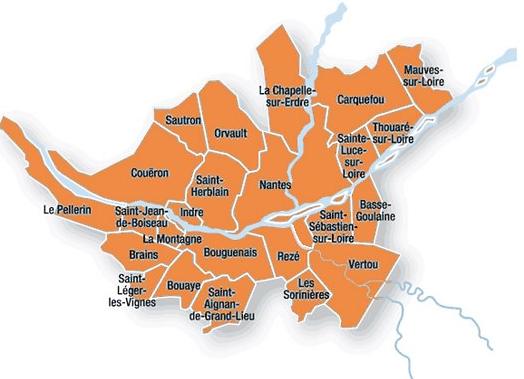 Mauves-
sur-Loire
La Chapelle-
sur-Erdre
Carquefou
Sautron
Orvault
Thouaré-
sur-Loire
Sainte-
Luce-
sur-
Loire
Couëron
Saint-
Herblain
Nantes
Le Pellerin
Saint-Jean-
de-Boiseau
Indre
Basse-
Goulaine
Saint-
Sébastien-
sur-Loire
La Montagne
Brains
Bouguenais
Rezé
Vertou
Saint-
Léger-
les-Vignes
Bouaye
Saint-
Aignan-
de-Grand-Lieu
Les
Sorinières